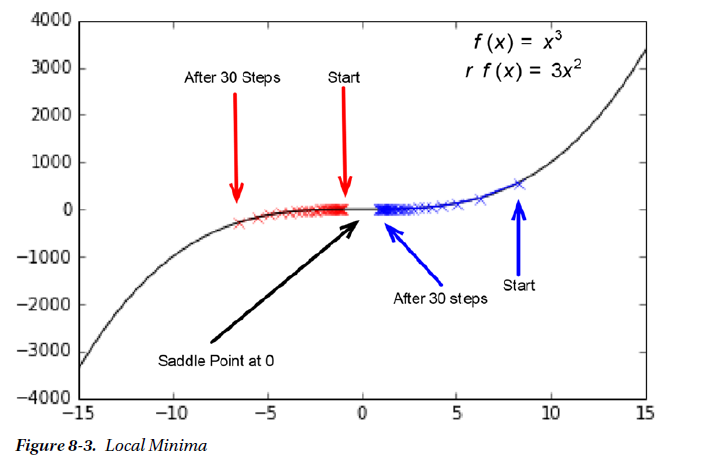 4000
3000
2000
1000
0
−1000
−2000
−3000
−4000
f (x) = x³
r f (x) = 3x²
After 30 Steps
Start
After 30 steps
Start
Saddle Point at 0
−15
−10
−5
0
5
10
15
Figure 8-3. Local Minima